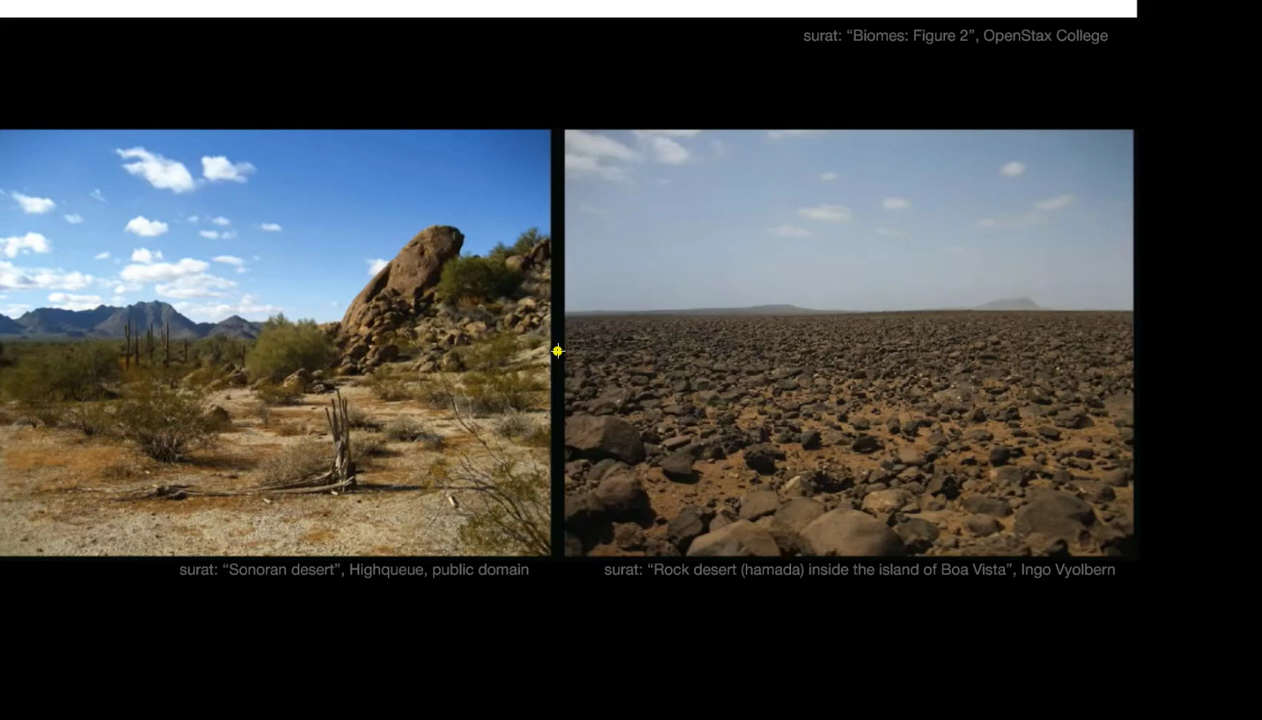 surat: “Biomes: Figure 2”, OpenStax College
surat: “Sonoran desert”, Highqueue, public domain
surat: “Rock desert (hamada) inside the island of Boa Vista”, Ingo Vyolbern